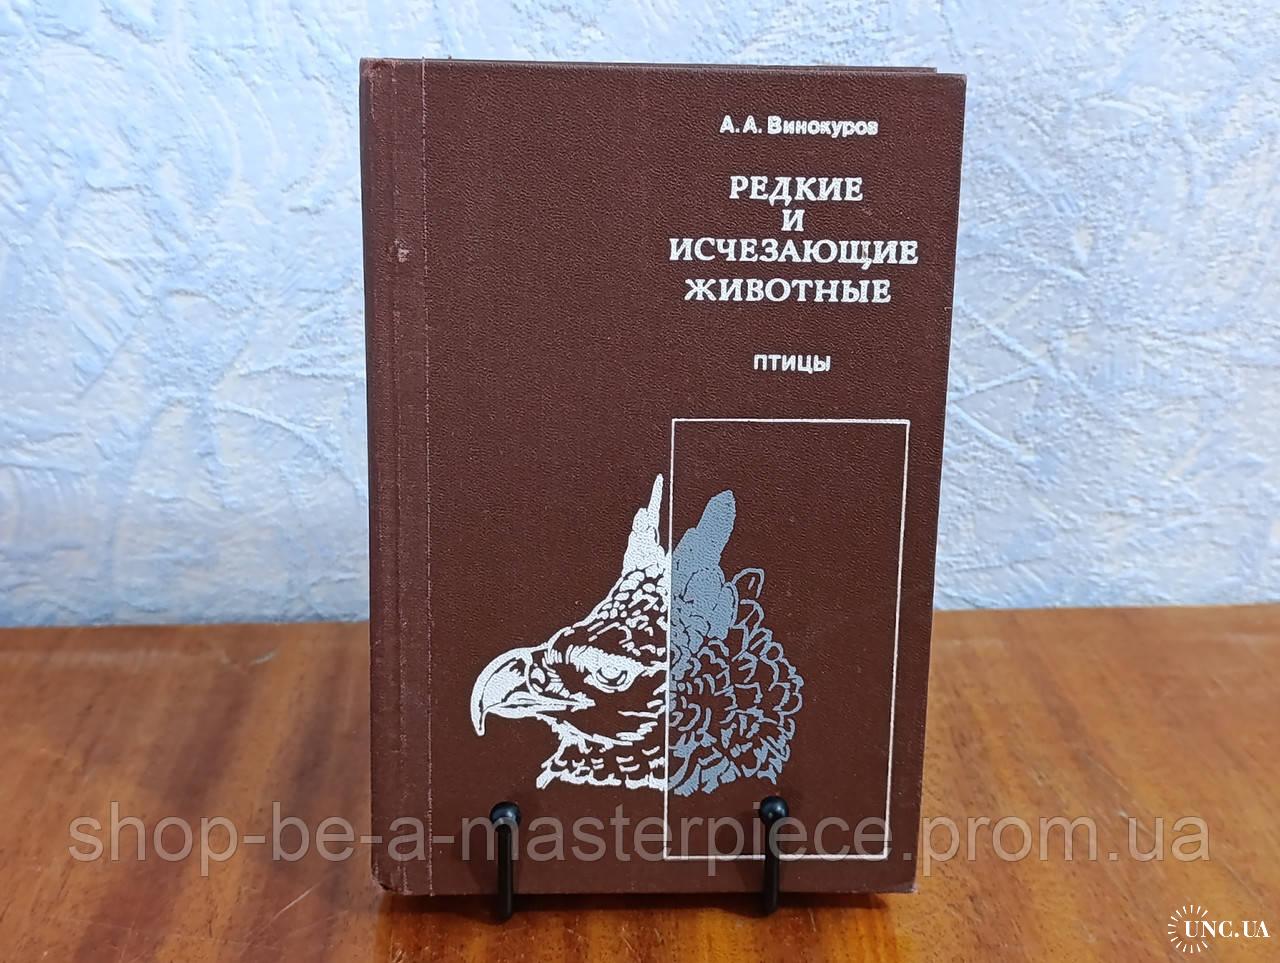 А. А. Винокуров
РЕДКИЕ
И
ИСЧЕЗАЮЩИЕ
ЖИВОТНЫЕ
ПТИЦЫ
shop-be-a-masterpiece.prom.ua
UNC.UA